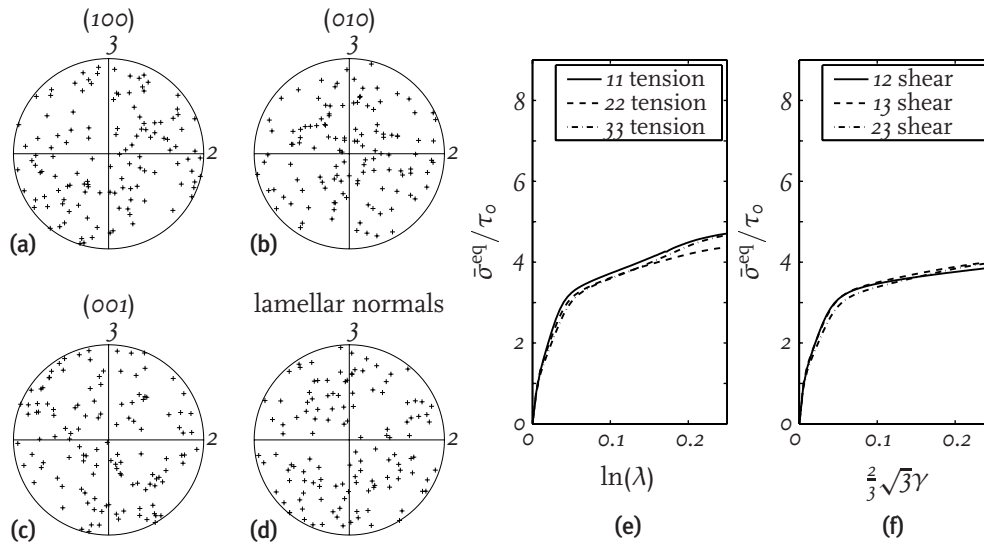 (100)
3
2
(a)
(010)
3
2
(b)
(001)
3
2
(c)
lamellar normals
3
2
(d)
11 tension
22 tension
33 tension
8
6
4
2
0
σ̄^eq/τ₀
0
0.1
0.2
ln(λ)
(e)
12 shear
13 shear
23 shear
8
6
4
2
0
σ̄^eq/τ₀
0
0.1
0.2
2/3 √3γ
(f)